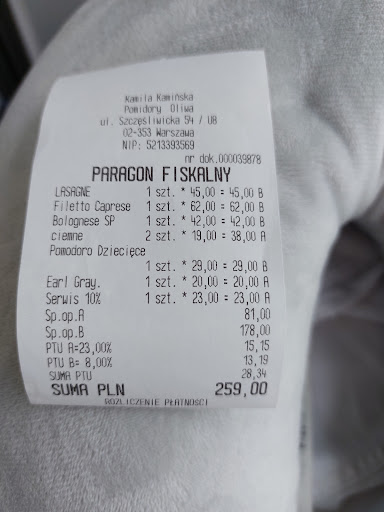 Kamila Kamińska
Pomidory Oliwa
ul. Szczęśliwicka 54 / U8
02-353 Warszawa
NIP: 5213393569
nr dok.000039878
PARAGON FISKALNY
LASAGNE 1 szt. * 45,00 = 45,00 B
Filetto Caprese 1 szt. * 62,00 = 62,00 B
Bolognese SP 1 szt. * 42,00 = 42,00 B
ciemne 2 szt. * 19,00 = 38,00 A
Pomodoro Dziecięce
1 szt. * 29,00 = 29,00 B
Earl Gray. 1 szt. * 20,00 = 20,00 A
Serwis 10% 1 szt. * 23,00 = 23,00 A
Sp.op.A 81,00
Sp.op.B 178,00
PTU A=23,00% 15,15
PTU B= 8,00% 13,19
SUMA PTU 28,34
SUMA PLN 259,00
ROZLICZENIE PŁATNOŚCI